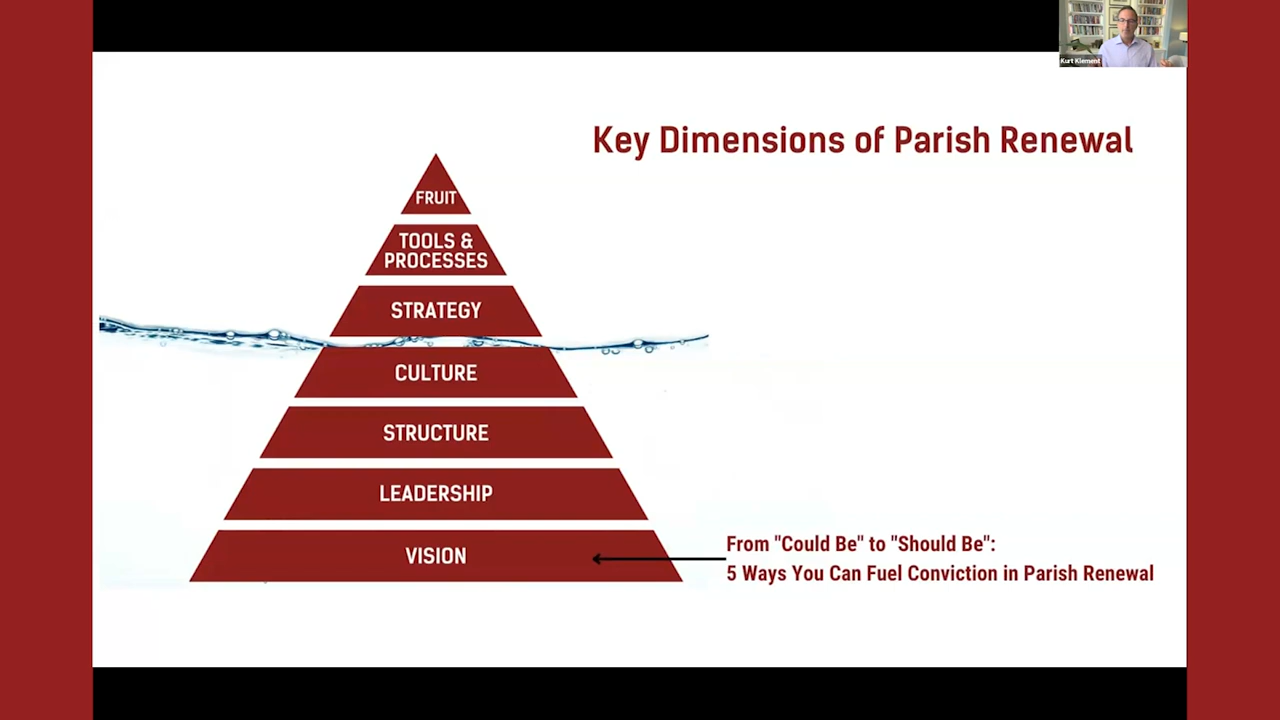 Kurt Klement
Key Dimensions of Parish Renewal
FRUIT
TOOLS &
PROCESSES
STRATEGY
CULTURE
STRUCTURE
LEADERSHIP
VISION
From "Could Be" to "Should Be":
5 Ways You Can Fuel Conviction in Parish Renewal